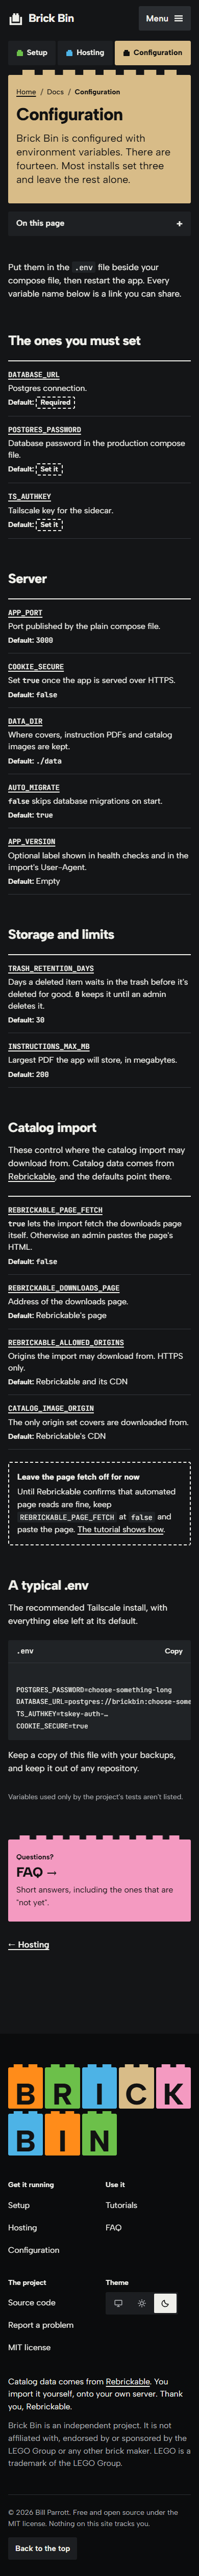 Brick Bin
Menu
Setup
Hosting
Configuration
Home / Docs / Configuration
Configuration
Brick Bin is configured with
environment variables. There are
fourteen. Most installs set three
and leave the rest alone.
On this page +
Put them in the .env file beside your
compose file, then restart the app. Every
variable name below is a link you can share.
The ones you must set
DATABASE_URL
Postgres connection.
Default: Required
POSTGRES_PASSWORD
Database password in the production compose
file.
Default: Set it
TS_AUTHKEY
Tailscale key for the sidecar.
Default: Set it
Server
APP_PORT
Port published by the plain compose file.
Default: 3000
COOKIE_SECURE
Set true once the app is served over HTTPS.
Default: false
DATA_DIR
Where covers, instruction PDFs and catalog
images are kept.
Default: ./data
AUTO_MIGRATE
false skips database migrations on start.
Default: true
APP_VERSION
Optional label shown in health checks and in the
import's User-Agent.
Default: Empty
Storage and limits
TRASH_RETENTION_DAYS
Days a deleted item waits in the trash before it's
deleted for good. 0 keeps it until an admin
deletes it.
Default: 30
INSTRUCTIONS_MAX_MB
Largest PDF the app will store, in megabytes.
Default: 200
Catalog import
These control where the catalog import may
download from. Catalog data comes from
Rebrickable, and the defaults point there.
REBRICKABLE_PAGE_FETCH
true lets the import fetch the downloads page
itself. Otherwise an admin pastes the page's
HTML.
Default: false
REBRICKABLE_DOWNLOADS_PAGE
Address of the downloads page.
Default: Rebrickable's page
REBRICKABLE_ALLOWED_ORIGINS
Origins the import may download from. HTTPS
only.
Default: Rebrickable and its CDN
CATALOG_IMAGE_ORIGIN
The only origin set covers are downloaded from.
Default: Rebrickable's CDN
Leave the page fetch off for now
Until Rebrickable confirms that automated
page reads are fine, keep
REBRICKABLE_PAGE_FETCH at false and
paste the page. The tutorial shows how.
A typical .env
The recommended Tailscale install, with
everything else left at its default.
.env
Copy
POSTGRES_PASSWORD=choose-something-long
DATABASE_URL=postgres://brickbin:choose-some
TS_AUTHKEY=tskey-auth-…
COOKIE_SECURE=true
Keep a copy of this file with your backups,
and keep it out of any repository.
Variables used only by the project's tests aren't listed.
Questions?
FAQ →
Short answers, including the ones that are
"not yet".
← Hosting
BRICK
BIN
Get it running
Setup
Hosting
Configuration
Use it
Tutorials
FAQ
The project
Source code
Report a problem
MIT license
Theme
Catalog data comes from Rebrickable. You
import it yourself, onto your own server. Thank
you, Rebrickable.
Brick Bin is an independent project. It is not
affiliated with, endorsed by or sponsored by the
LEGO Group or any other brick maker. LEGO is a
trademark of the LEGO Group.
© 2026 Bill Parrott. Free and open source under the
MIT license. Nothing on this site tracks you.
Back to the top